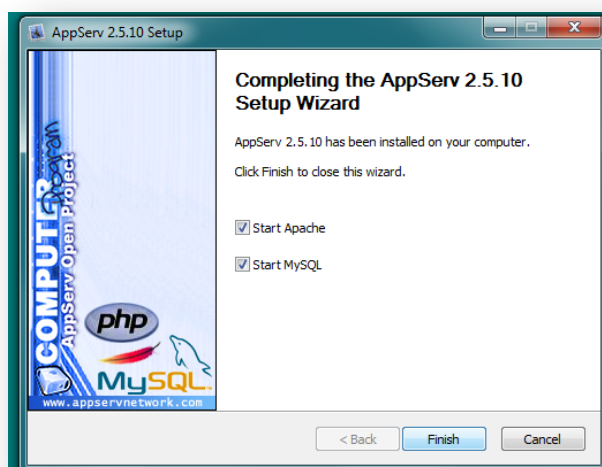 AppServ 2.5.10 Setup
Completing the AppServ 2.5.10
Setup Wizard
AppServ 2.5.10 has been installed on your computer.
Click Finish to close this wizard.
Start Apache
Start MySQL
COMPUTER
Program
AppServ Open Project
php
MySQL
www.appservnetwork.com
< Back
Finish
Cancel